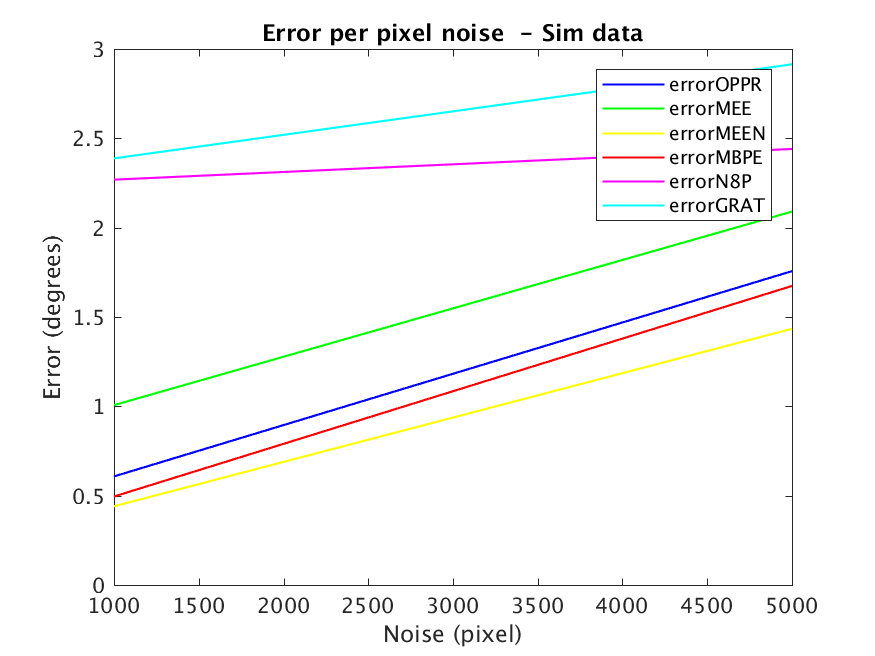 Error per pixel noise  - Sim data
3
2.5
2
1.5
1
0.5
0
Error (degrees)
errorOPPR
errorMEE
errorMEEN
errorMBPE
errorN8P
errorGRAT
1000 1500 2000 2500 3000 3500 4000 4500 5000
Noise (pixel)